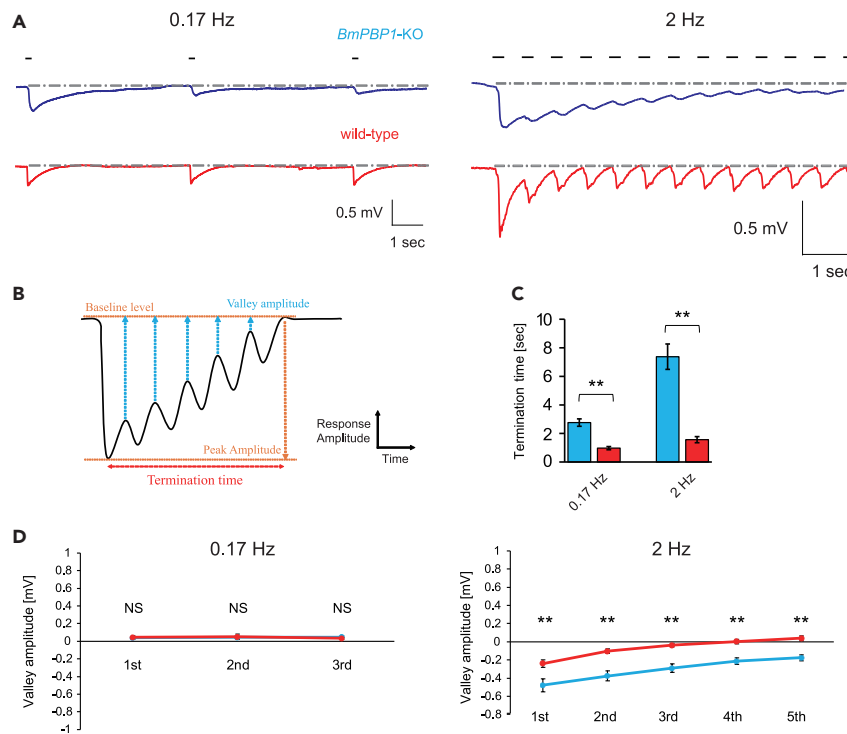 A
0.17 Hz
2 Hz
BmPBP1-KO
wild-type
0.5 mV
1 sec
0.5 mV
1 sec
B
Baseline level
Valley amplitude
Peak Amplitude
Termination time
Response
Amplitude
Time
C
Termination time [sec]
10
8
6
4
2
0
**
**
0.17 Hz
2 Hz
D
0.17 Hz
Valley amplitude [mV]
1
0.8
0.6
0.4
0.2
0
-0.2
-0.4
-0.6
-0.8
-1
NS
NS
NS
1st
2nd
3rd
2 Hz
Valley amplitude [mV]
1
0.8
0.6
0.4
0.2
0
-0.2
-0.4
-0.6
-0.8
**
**
**
**
**
1st
2nd
3rd
4th
5th